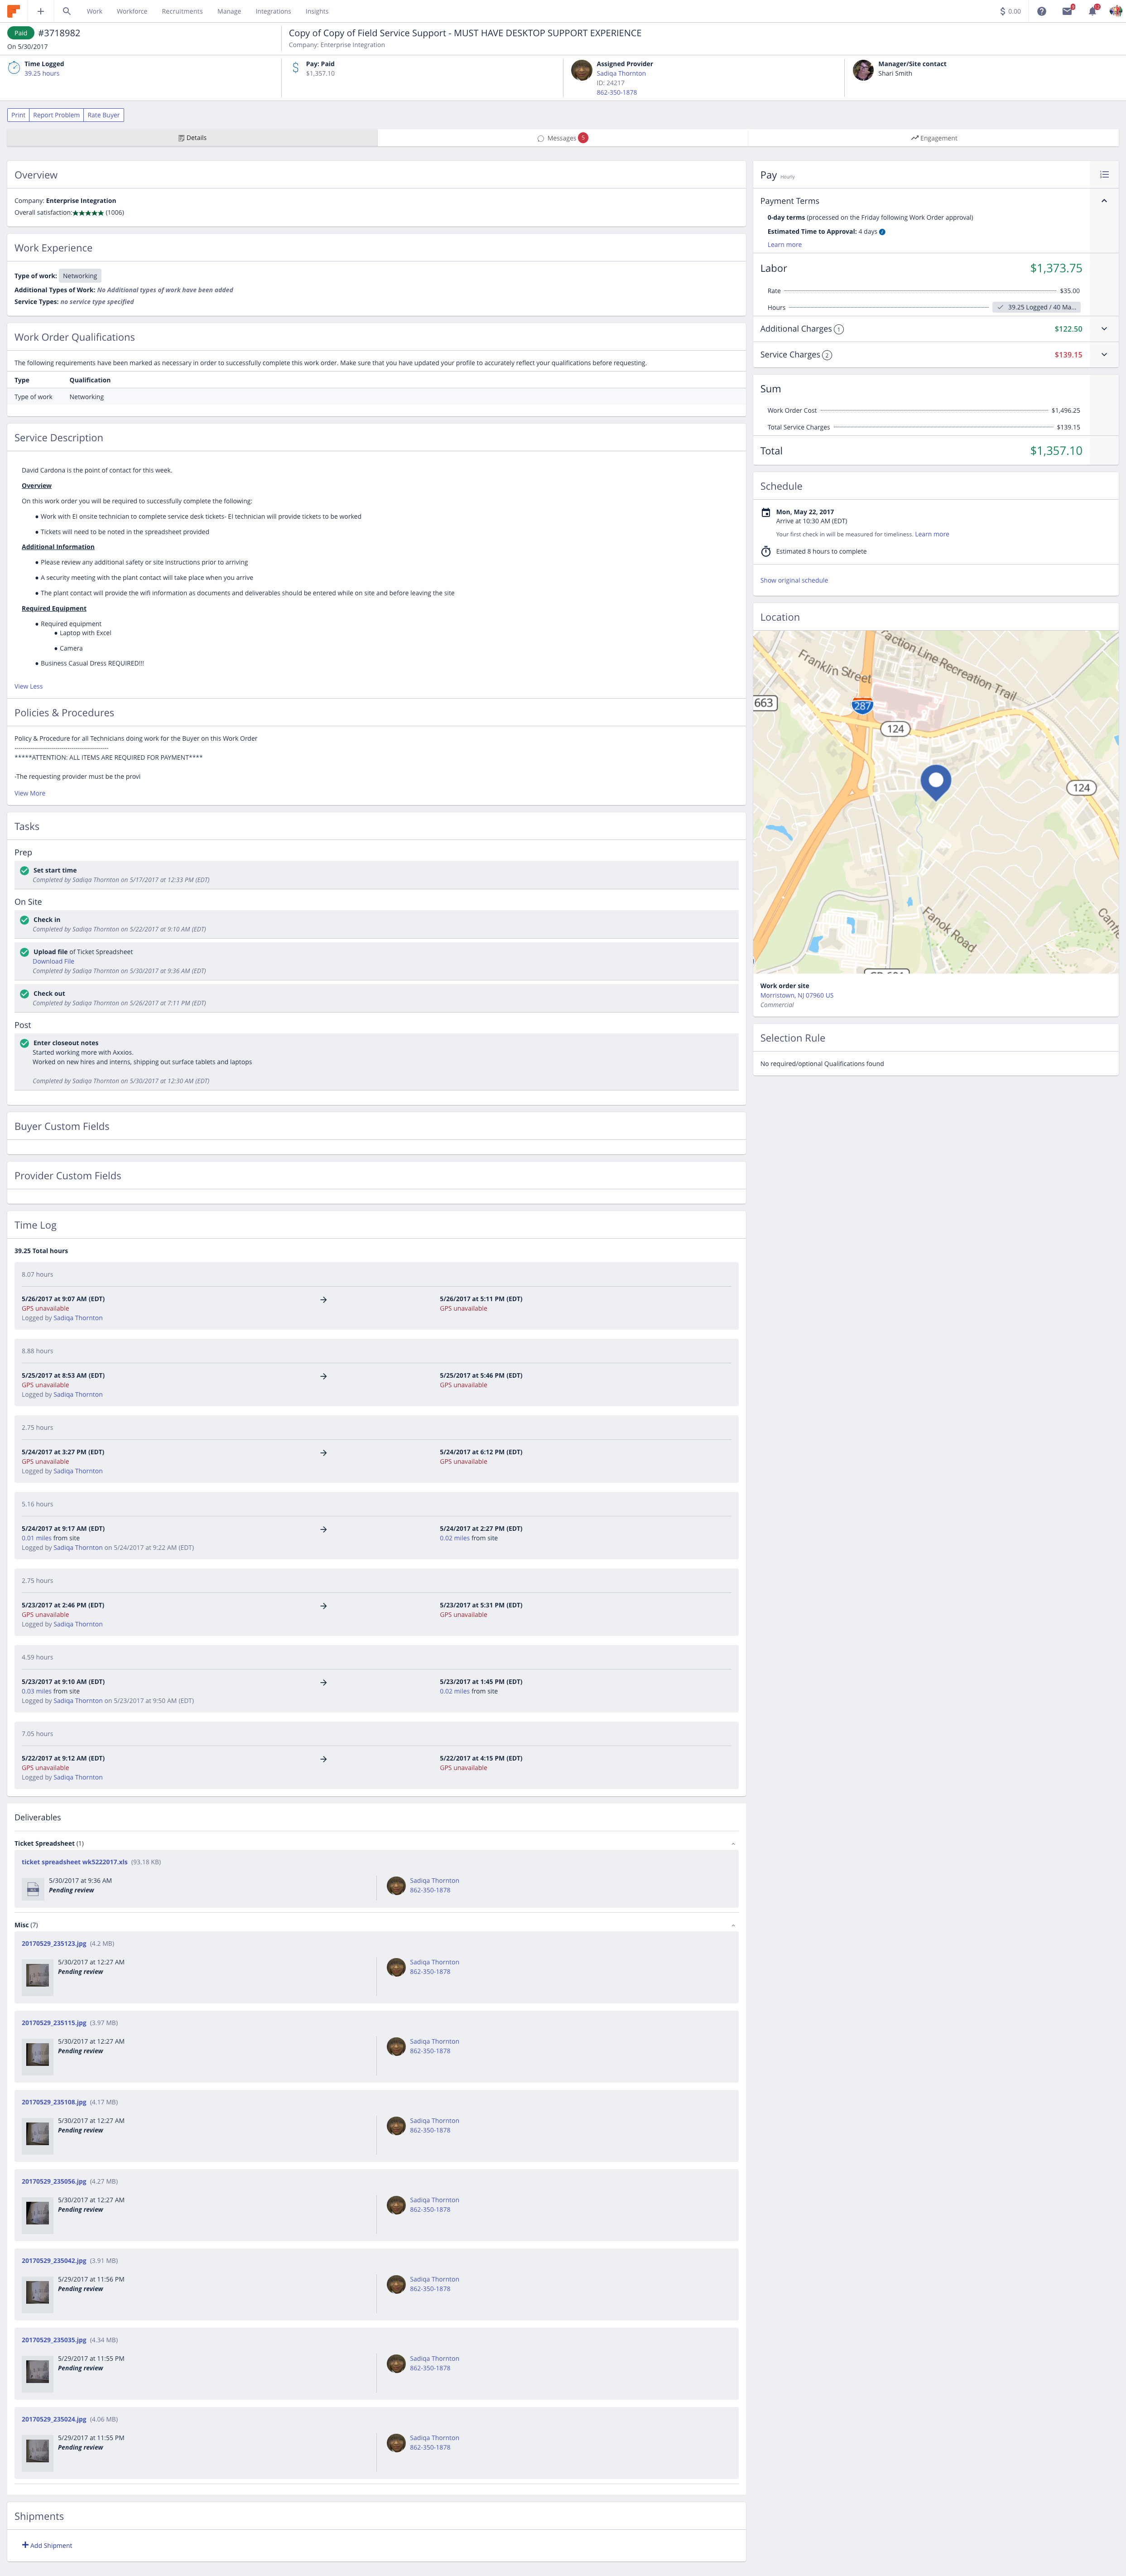 Work Workforce Recruitments Manage Integrations Insights $ 0.00
Paid #3718982
On 5/30/2017
Copy of Copy of Field Service Support - MUST HAVE DESKTOP SUPPORT EXPERIENCE
Company: Enterprise Integration
Time Logged
39.25 hours
Pay: Paid
$1,357.10
Assigned Provider
Sadiqa Thornton
ID: 24217
862-350-1878
Manager/Site contact
Shari Smith
Print Report Problem Rate Buyer
Details Messages 5 Engagement
Overview
Company: Enterprise Integration
Overall satisfaction:★★★★★ (1006)
Work Experience
Type of work: Networking
Additional Types of Work: No Additional types of work have been added
Service Types: no service type specified
Work Order Qualifications
The following requirements have been marked as necessary in order to successfully complete this work order. Make sure that you have updated your profile to accurately reflect your qualifications before requesting.
Type Qualification
Type of work Networking
Service Description
David Cardona is the point of contact for this week.
Overview
On this work order you will be required to successfully complete the following:
● Work with EI onsite technician to complete service desk tickets- EI technician will provide tickets to be worked
● Tickets will need to be noted in the spreadsheet provided
Additional Information
● Please review any additional safety or site instructions prior to arriving
● A security meeting with the plant contact will take place when you arrive
● The plant contact will provide the wifi information as documents and deliverables should be entered while on site and before leaving the site
Required Equipment
● Required equipment
● Laptop with Excel
● Camera
● Business Casual Dress REQUIRED!!!
View Less
Policies & Procedures
Policy & Procedure for all Technicians doing work for the Buyer on this Work Order
----------------------------------------------
*****ATTENTION: ALL ITEMS ARE REQUIRED FOR PAYMENT****
-The requesting provider must be the provi
View More
Tasks
Prep
Set start time
Completed by Sadiqa Thornton on 5/17/2017 at 12:33 PM (EDT)
On Site
Check in
Completed by Sadiqa Thornton on 5/22/2017 at 9:10 AM (EDT)
Upload file of Ticket Spreadsheet
Download File
Completed by Sadiqa Thornton on 5/30/2017 at 9:36 AM (EDT)
Check out
Completed by Sadiqa Thornton on 5/26/2017 at 7:11 PM (EDT)
Post
Enter closeout notes
Started working more with Axxios.
Worked on new hires and interns, shipping out surface tablets and laptops
Completed by Sadiqa Thornton on 5/30/2017 at 12:30 AM (EDT)
Buyer Custom Fields
Provider Custom Fields
Time Log
39.25 Total hours
8.07 hours
5/26/2017 at 9:07 AM (EDT) → 5/26/2017 at 5:11 PM (EDT)
GPS unavailable GPS unavailable
Logged by Sadiqa Thornton
8.88 hours
5/25/2017 at 8:53 AM (EDT) → 5/25/2017 at 5:46 PM (EDT)
GPS unavailable GPS unavailable
Logged by Sadiqa Thornton
2.75 hours
5/24/2017 at 3:27 PM (EDT) → 5/24/2017 at 6:12 PM (EDT)
GPS unavailable GPS unavailable
Logged by Sadiqa Thornton
5.16 hours
5/24/2017 at 9:17 AM (EDT) → 5/24/2017 at 2:27 PM (EDT)
0.01 miles from site 0.02 miles from site
Logged by Sadiqa Thornton on 5/24/2017 at 9:22 AM (EDT)
2.75 hours
5/23/2017 at 2:46 PM (EDT) → 5/23/2017 at 5:31 PM (EDT)
GPS unavailable GPS unavailable
Logged by Sadiqa Thornton
4.59 hours
5/23/2017 at 9:10 AM (EDT) → 5/23/2017 at 1:45 PM (EDT)
0.03 miles from site 0.02 miles from site
Logged by Sadiqa Thornton on 5/23/2017 at 9:50 AM (EDT)
7.05 hours
5/22/2017 at 9:12 AM (EDT) → 5/22/2017 at 4:15 PM (EDT)
GPS unavailable GPS unavailable
Logged by Sadiqa Thornton
Deliverables
Ticket Spreadsheet (1)
ticket spreadsheet wk5222017.xls (93.18 KB)
5/30/2017 at 9:36 AM Sadiqa Thornton
Pending review 862-350-1878
Misc (7)
20170529_235123.jpg (4.2 MB)
5/30/2017 at 12:27 AM Sadiqa Thornton
Pending review 862-350-1878
20170529_235115.jpg (3.97 MB)
5/30/2017 at 12:27 AM Sadiqa Thornton
Pending review 862-350-1878
20170529_235108.jpg (4.17 MB)
5/30/2017 at 12:27 AM Sadiqa Thornton
Pending review 862-350-1878
20170529_235056.jpg (4.27 MB)
5/30/2017 at 12:27 AM Sadiqa Thornton
Pending review 862-350-1878
20170529_235042.jpg (3.91 MB)
5/29/2017 at 11:56 PM Sadiqa Thornton
Pending review 862-350-1878
20170529_235035.jpg (4.34 MB)
5/29/2017 at 11:55 PM Sadiqa Thornton
Pending review 862-350-1878
20170529_235024.jpg (4.06 MB)
5/29/2017 at 11:55 PM Sadiqa Thornton
Pending review 862-350-1878
Shipments
+ Add Shipment
Pay Hourly
Payment Terms
0-day terms (processed on the Friday following Work Order approval)
Estimated Time to Approval: 4 days
Learn more
Labor $1,373.75
Rate $35.00
Hours 39.25 Logged / 40 Ma...
Additional Charges 1 $122.50
Service Charges 2 $139.15
Sum
Work Order Cost $1,496.25
Total Service Charges $139.15
Total $1,357.10
Schedule
Mon, May 22, 2017
Arrive at 10:30 AM (EDT)
Your first check in will be measured for timeliness. Learn more
Estimated 8 hours to complete
Show original schedule
Location
Franklin Street
action Line Recreation Trail
663
287
124
124
Fanok Road
Work order site
Morristown, NJ 07960 US
Commercial
Selection Rule
No required/optional Qualifications found